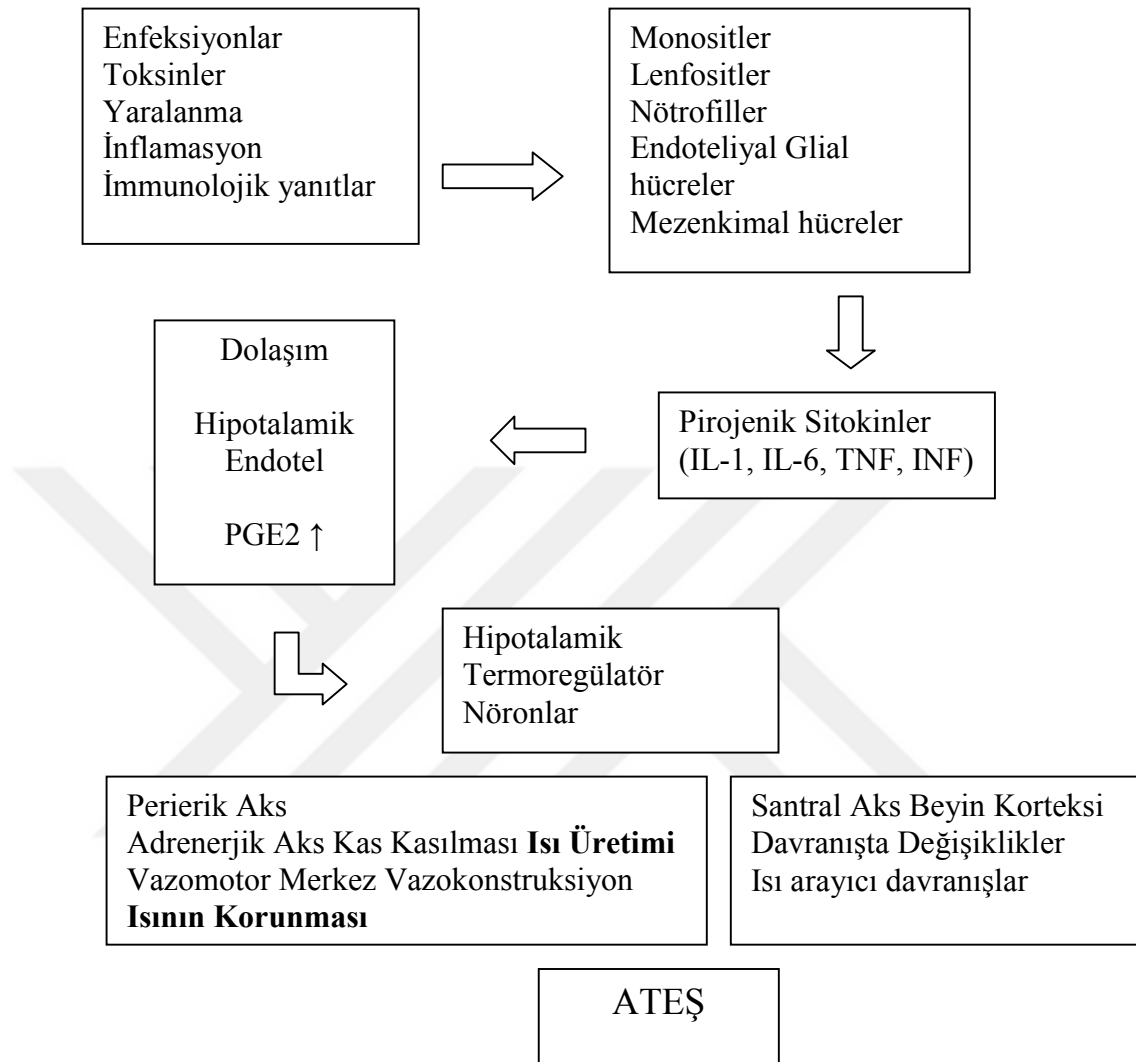 Enfeksiyonlar
Toksinler
Yaralanma
İnflamasyon
İmmunolojik yanıtlar
Monositler
Lenfositler
Nötrofiller
Endoteliyal Glial
hücreler
Mezenkimal hücreler
Pirojenik Sitokinler
(IL-1, IL-6, TNF, INF)
Dolaşım
Hipotalamik
Endotel
PGE2 ↑
Hipotalamik
Termoregülatör
Nöronlar
Perierik Aks
Adrenerjik Aks Kas Kasılması Isı Üretimi
Vazomotor Merkez Vazokonstruksiyon
Isının Korunması
Santral Aks Beyin Korteksi
Davranışta Değişiklikler
Isı arayıcı davranışlar
ATEŞ